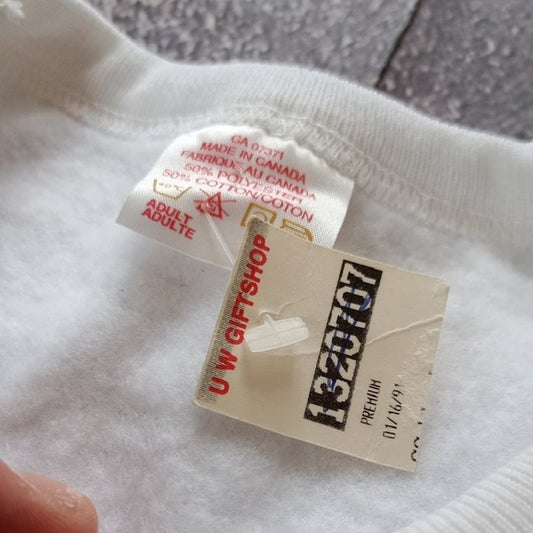 CA 07371
MADE IN CANADA
FABRIQUE AU CANADA
50% POLYESTER
50% COTTON/COTON
ADULT
ADULTE
U W GIFTSHOP
1320707
PREMIUM
01/16/91